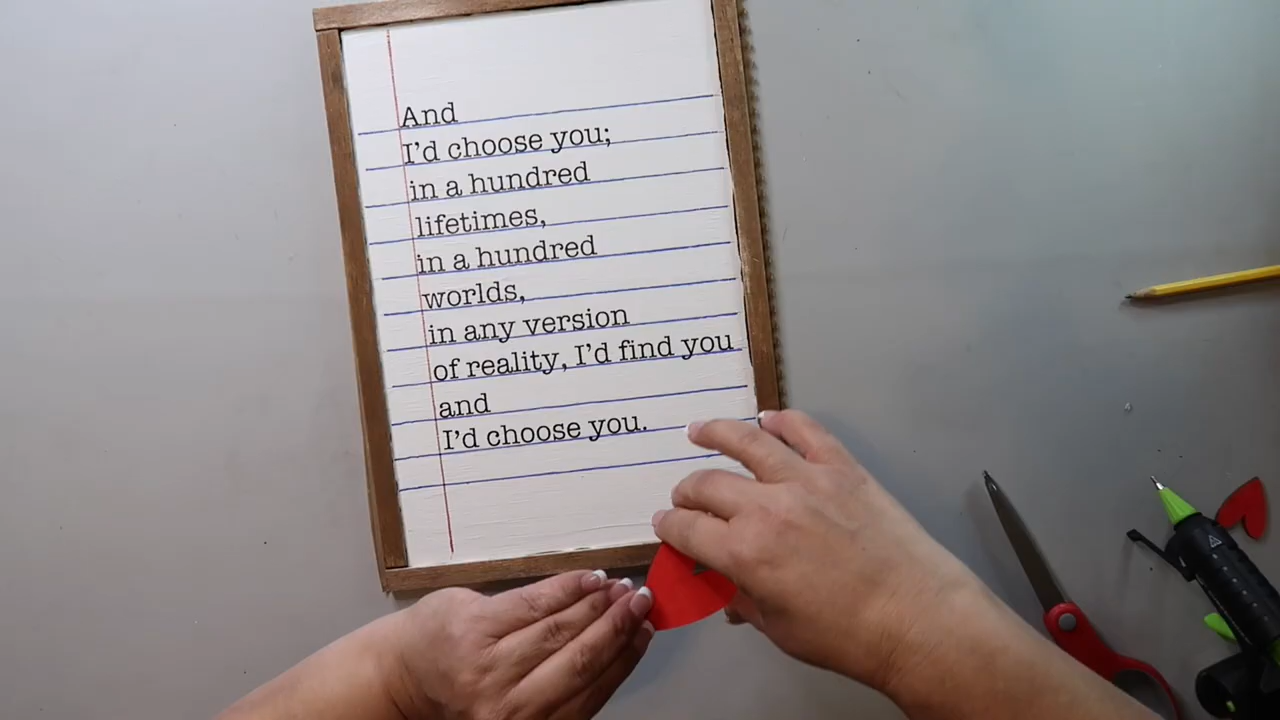 And
I'd choose you;
in a hundred
lifetimes,
in a hundred
worlds,
in any version
of reality, I'd find you
and
I'd choose you.